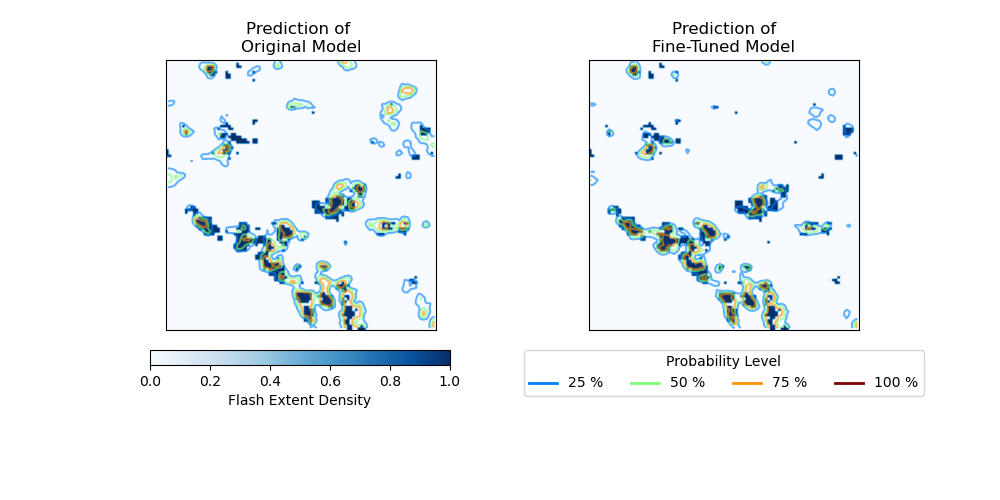 Prediction of
Original Model
Prediction of
Fine-Tuned Model
0.0 0.2 0.4 0.6 0.8 1.0
Flash Extent Density
Probability Level
25 % 50 % 75 % 100 %